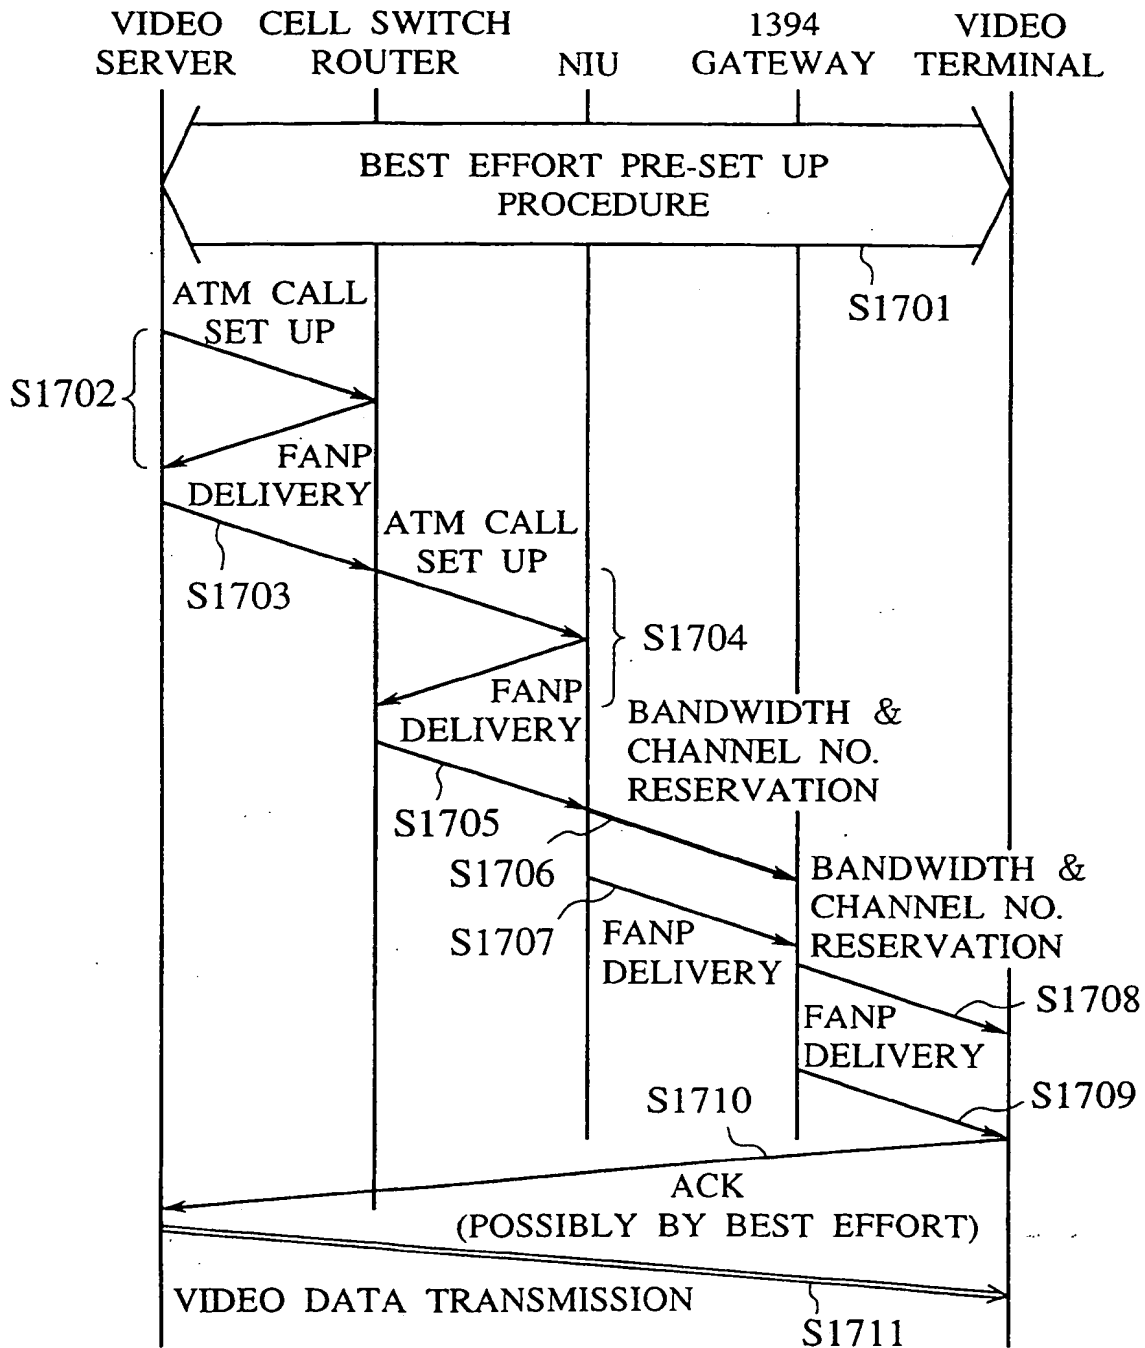 VIDEO
SERVER
CELL SWITCH
ROUTER
NIU
1394
GATEWAY
VIDEO
TERMINAL
BEST EFFORT PRE-SET UP
PROCEDURE
S1701
ATM CALL
SET UP
S1702
FANP
DELIVERY
S1703
ATM CALL
SET UP
S1704
FANP
DELIVERY
S1705
BANDWIDTH &
CHANNEL NO.
RESERVATION
S1706
S1707
FANP
DELIVERY
BANDWIDTH &
CHANNEL NO.
RESERVATION
S1708
FANP
DELIVERY
S1709
S1710
ACK
(POSSIBLY BY BEST EFFORT)
VIDEO DATA TRANSMISSION
S1711